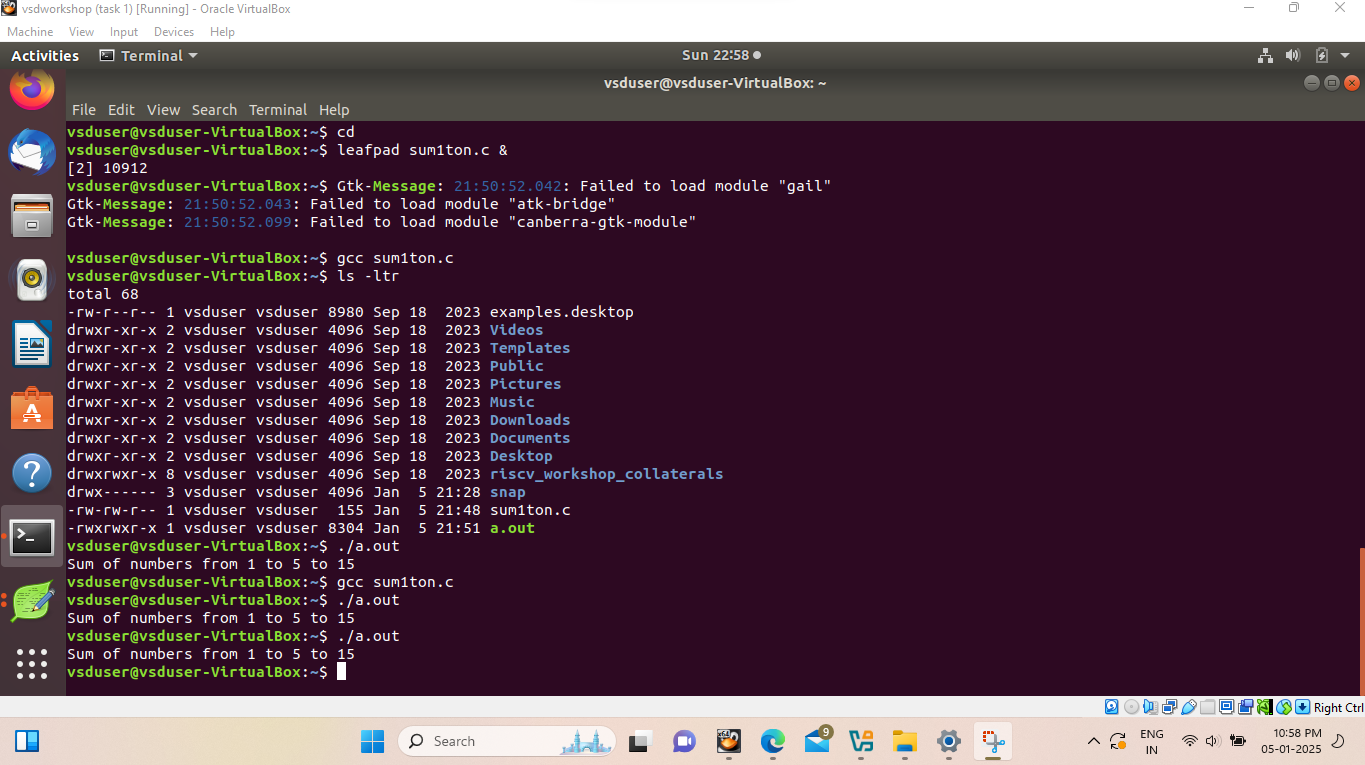 vsdworkshop (task 1) [Running] - Oracle VirtualBox
Machine View Input Devices Help
Activities Terminal Sun 22:58
vsduser@vsduser-VirtualBox: ~
File Edit View Search Terminal Help
vsduser@vsduser-VirtualBox:~$ cd
vsduser@vsduser-VirtualBox:~$ leafpad sum1ton.c &
[2] 10912
vsduser@vsduser-VirtualBox:~$ Gtk-Message: 21:50:52.042: Failed to load module "gail"
Gtk-Message: 21:50:52.043: Failed to load module "atk-bridge"
Gtk-Message: 21:50:52.099: Failed to load module "canberra-gtk-module"
vsduser@vsduser-VirtualBox:~$ gcc sum1ton.c
vsduser@vsduser-VirtualBox:~$ ls -ltr
total 68
-rw-r--r-- 1 vsduser vsduser 8980 Sep 18  2023 examples.desktop
drwxr-xr-x 2 vsduser vsduser 4096 Sep 18  2023 Videos
drwxr-xr-x 2 vsduser vsduser 4096 Sep 18  2023 Templates
drwxr-xr-x 2 vsduser vsduser 4096 Sep 18  2023 Public
drwxr-xr-x 2 vsduser vsduser 4096 Sep 18  2023 Pictures
drwxr-xr-x 2 vsduser vsduser 4096 Sep 18  2023 Music
drwxr-xr-x 2 vsduser vsduser 4096 Sep 18  2023 Downloads
drwxr-xr-x 2 vsduser vsduser 4096 Sep 18  2023 Documents
drwxr-xr-x 2 vsduser vsduser 4096 Sep 18  2023 Desktop
drwxrwxr-x 8 vsduser vsduser 4096 Sep 18  2023 riscv_workshop_collaterals
drwx------ 3 vsduser vsduser 4096 Jan  5 21:28 snap
-rw-rw-r-- 1 vsduser vsduser  155 Jan  5 21:48 sum1ton.c
-rwxrwxr-x 1 vsduser vsduser 8304 Jan  5 21:51 a.out
vsduser@vsduser-VirtualBox:~$ ./a.out
Sum of numbers from 1 to 5 to 15
vsduser@vsduser-VirtualBox:~$ gcc sum1ton.c
vsduser@vsduser-VirtualBox:~$ ./a.out
Sum of numbers from 1 to 5 to 15
vsduser@vsduser-VirtualBox:~$ ./a.out
Sum of numbers from 1 to 5 to 15
vsduser@vsduser-VirtualBox:~$
Right Ctrl
Search 9 ENG 10:58 PM
IN 05-01-2025